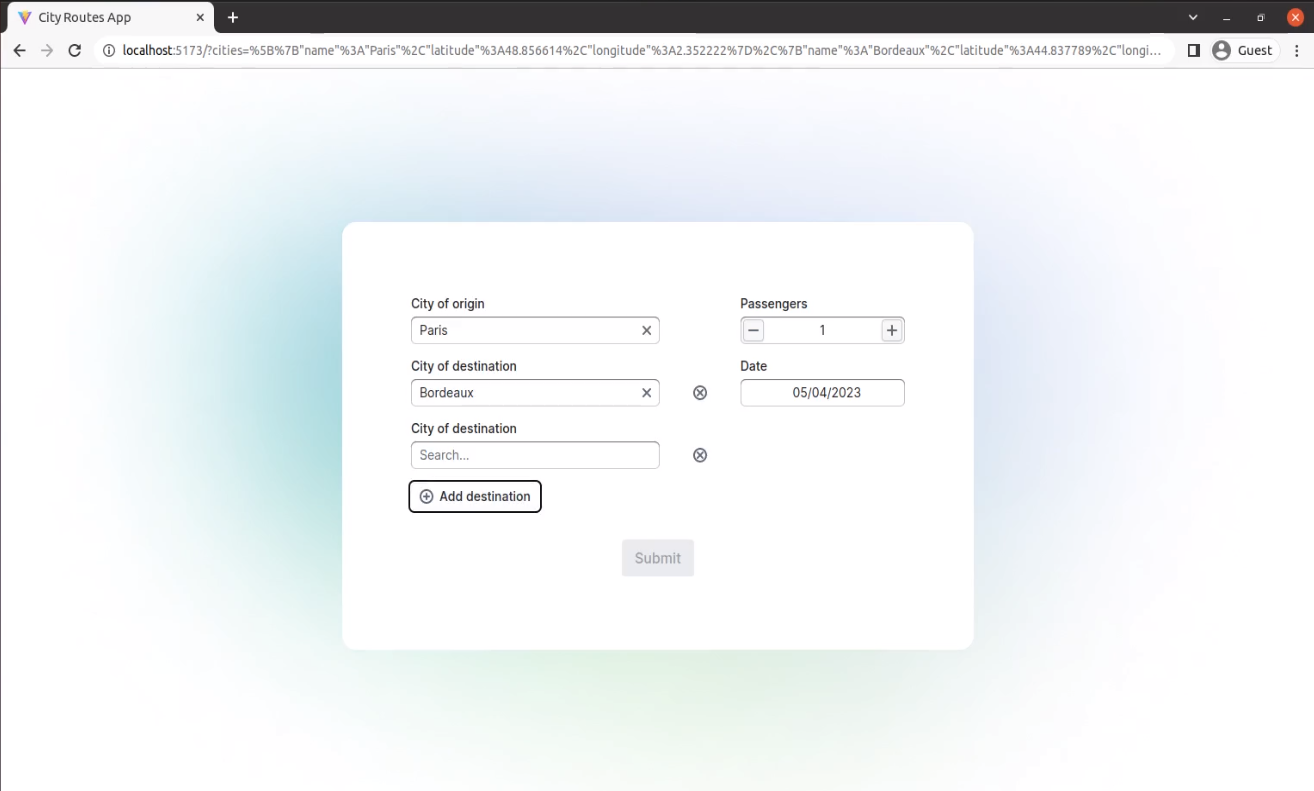 City Routes App
localhost:5173/?cities=%5B%7B"name"%3A"Paris"%2C"latitude"%3A48.856614%2C"longitude"%3A2.352222%7D%2C%7B"name"%3A"Bordeaux"%2C"latitude"%3A44.837789%2C"longi...
Guest
City of origin
Passengers
Paris
1
City of destination
Date
Bordeaux
05/04/2023
City of destination
Search...
Add destination
Submit